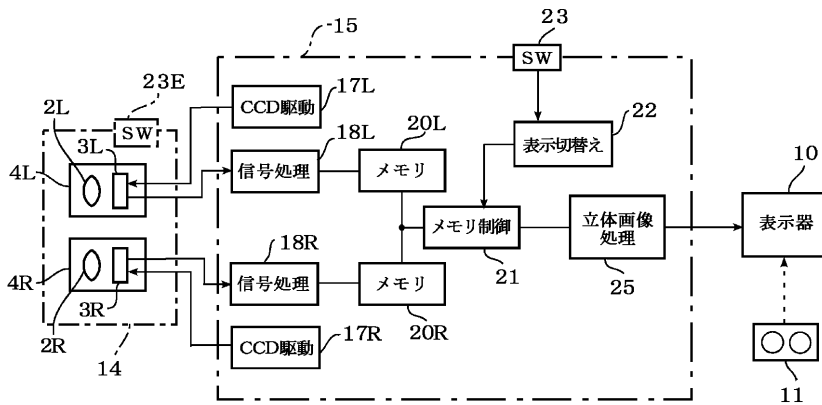 15
23
SW
23E
SW
2L
3L
4L
17L
CCD駆動
18L
信号処理
20L
メモリ
22
表示切替え
10
表示器
メモリ制御
21
立体画像
処理
25
18R
信号処理
メモリ
20R
4R
3R
2R
14
17R
CCD駆動
11